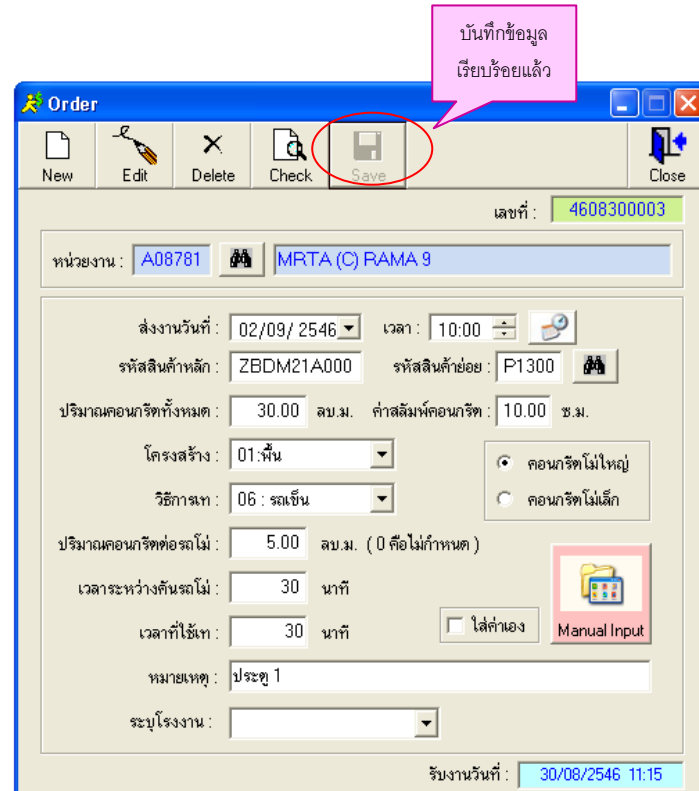 บันทึกข้อมูล
เรียบร้อยแล้ว
Order
New Edit Delete Check Save Close
เลขที่ : 4608300003
หน่วยงาน : A08781 MRTA (C) RAMA 9
ส่งงานวันที่ : 02/09/ 2546 เวลา : 10:00
รหัสสินค้าหลัก : ZBDM21A000 รหัสสินค้าย่อย : P1300
ปริมาณคอนกรีตทั้งหมด : 30.00 ลบ.ม. ค่าสลัมพ์คอนกรีต : 10.00 ซ.ม.
โครงสร้าง : 01:พื้น
คอนกรีตโม่ใหญ่
วิธีการเท : 06 : รถเข็น
คอนกรีตโม่เล็ก
ปริมาณคอนกรีตต่อรถโม่ : 5.00 ลบ.ม. ( 0 คือไม่กำหนด )
เวลาระหว่างคันรถโม่ : 30 นาที
เวลาที่ใช้เท : 30 นาที ใส่ค่าเอง Manual Input
หมายเหตุ : ประตู 1
ระบุโรงงาน :
รับงานวันที่ : 30/08/2546 11:15